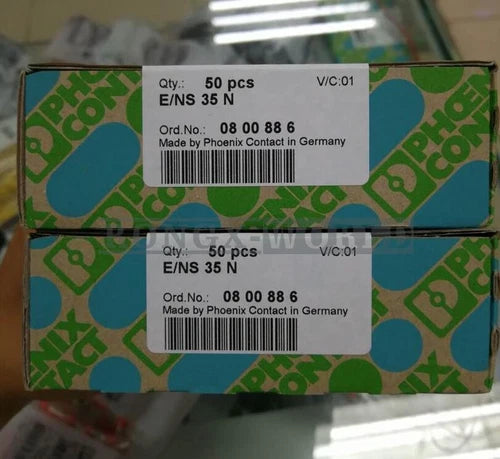 Qty.: 50 pcs V/C:01
E/NS 35 N
Ord.No.: 08 00 88 6
Made by Phoenix Contact in Germany
PHOENIX
CONTACT
PHOENIX
CONTACT
Qty.: 50 pcs V/C:01
E/NS 35 N
Ord.No.: 08 00 88 6
Made by Phoenix Contact in Germany